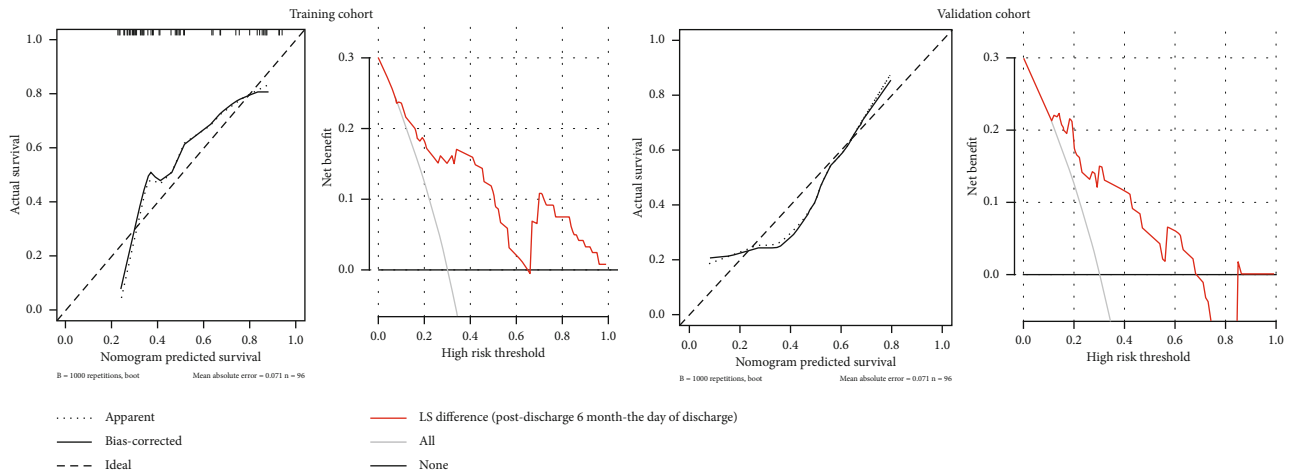 Training cohort
Validation cohort
1.0
0.8
0.6
0.4
0.2
0.0
Actual survival
0.0 0.2 0.4 0.6 0.8 1.0
Nomogram predicted survival
B = 1000 repetitions, boot Mean absolute error = 0.071 n = 96
0.3
0.2
0.1
0.0
Net benefit
0.0 0.2 0.4 0.6 0.8 1.0
High risk threshold
1.0
0.8
0.6
0.4
0.2
0.0
Actual survival
0.0 0.2 0.4 0.6 0.8 1.0
Nomogram predicted survival
B = 1000 repetitions, boot Mean absolute error = 0.071 n = 96
0.3
0.2
0.1
0.0
Net benefit
0.0 0.2 0.4 0.6 0.8 1.0
High risk threshold
Apparent
Bias-corrected
Ideal
LS difference (post-discharge 6 month-the day of discharge)
All
None